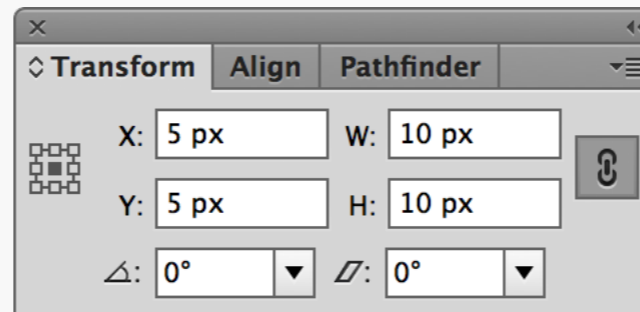 Transform Align Pathfinder
X: 5 px W: 10 px
Y: 5 px H: 10 px
: 0° : 0°